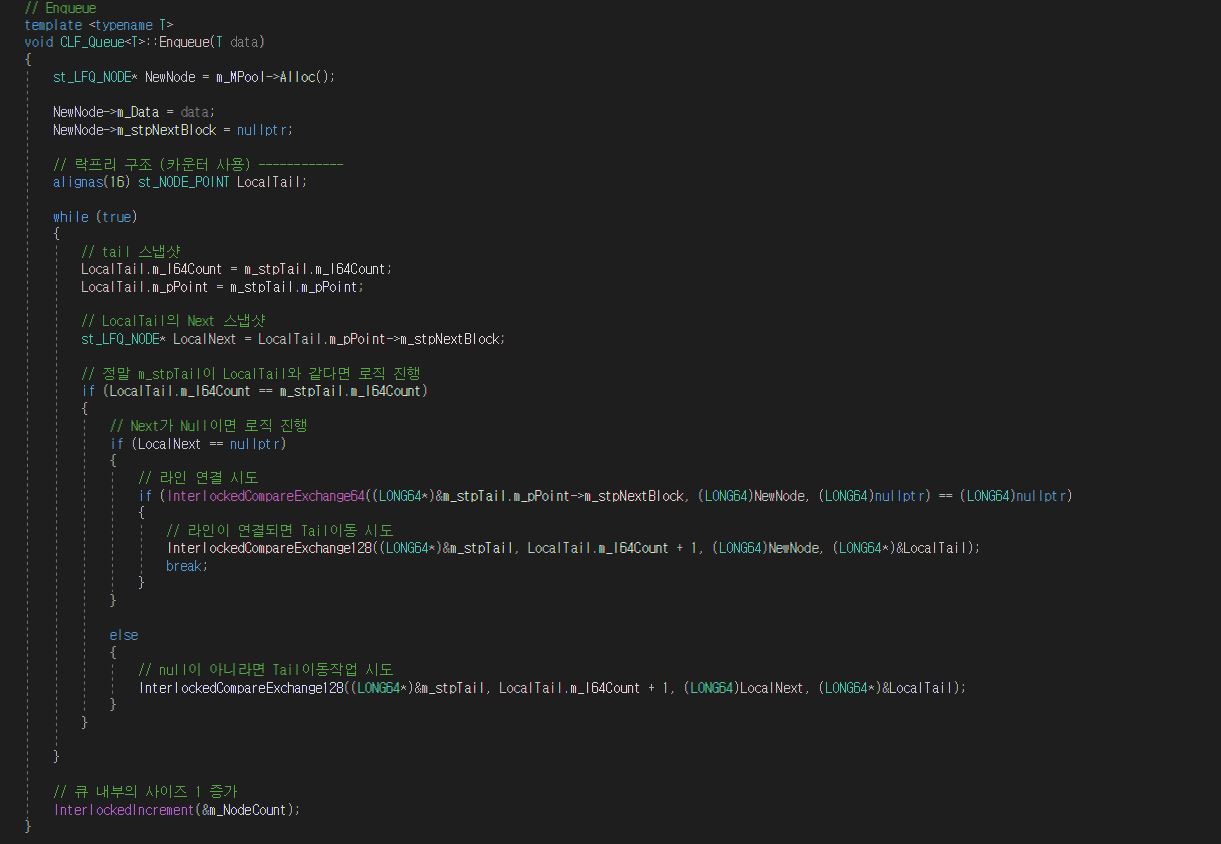 // Enqueue
template <typename T>
void CLF_Queue<T>::Enqueue(T data)
{
st_LFQ_NODE* NewNode = m_MPool->Alloc();
NewNode->m_Data = data;
NewNode->m_stpNextBlock = nullptr;
// 락프리 구조 (카운터 사용) ------------
alignas(16) st_NODE_POINT LocalTail;
while (true)
{
// tail 스냅샷
LocalTail.m_I64Count = m_stpTail.m_I64Count;
LocalTail.m_pPoint = m_stpTail.m_pPoint;
// LocalTail의 Next 스냅샷
st_LFQ_NODE* LocalNext = LocalTail.m_pPoint->m_stpNextBlock;
// 정말 m_stpTail이 LocalTail와 같다면 로직 진행
if (LocalTail.m_I64Count == m_stpTail.m_I64Count)
{
// Next가 Null이면 로직 진행
if (LocalNext == nullptr)
{
// 라인 연결 시도
if (InterlockedCompareExchange64((LONG64*)&m_stpTail.m_pPoint->m_stpNextBlock, (LONG64)NewNode, (LONG64)nullptr) == (LONG64)nullptr)
{
// 라인이 연결되면 Tail이동 시도
InterlockedCompareExchange128((LONG64*)&m_stpTail, LocalTail.m_I64Count + 1, (LONG64)NewNode, (LONG64*)&LocalTail);
break;
}
}
else
{
// null이 아니라면 Tail이동작업 시도
InterlockedCompareExchange128((LONG64*)&m_stpTail, LocalTail.m_I64Count + 1, (LONG64)LocalNext, (LONG64*)&LocalTail);
}
}
}
// 큐 내부의 사이즈 1 증가
InterlockedIncrement(&m_NodeCount);
}